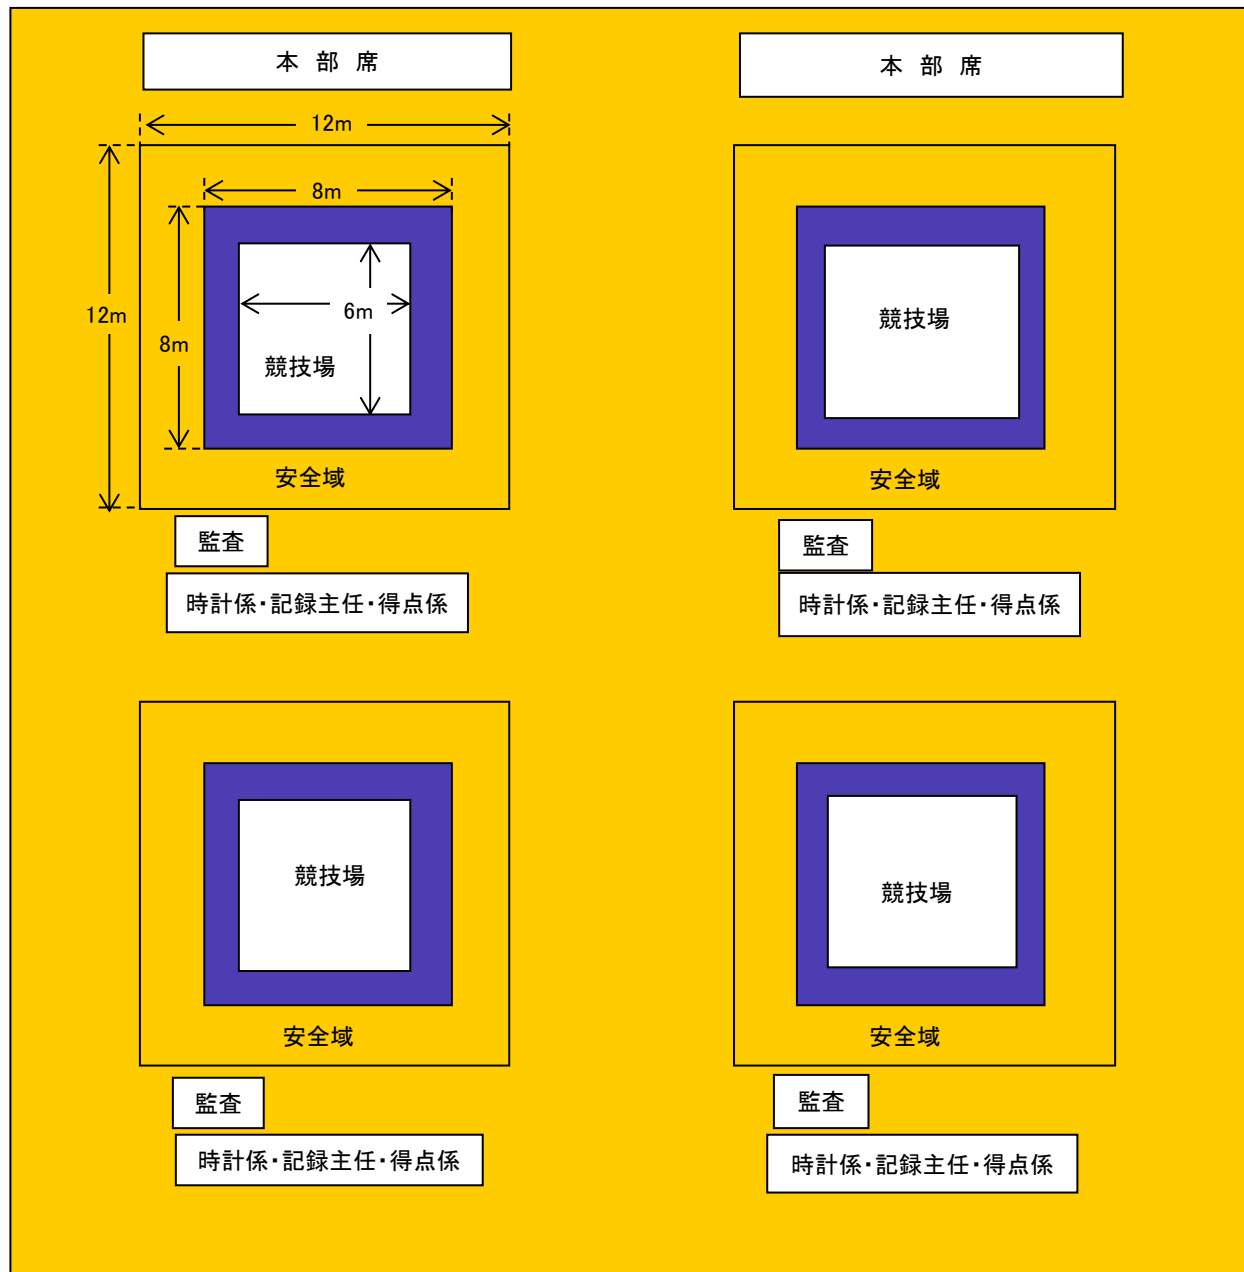 本 部 席
本 部 席
12m
8m
12m
8m
6m
競技場
安全域
競技場
安全域
監査
時計係・記録主任・得点係
監査
時計係・記録主任・得点係
競技場
安全域
競技場
安全域
監査
時計係・記録主任・得点係
監査
時計係・記録主任・得点係